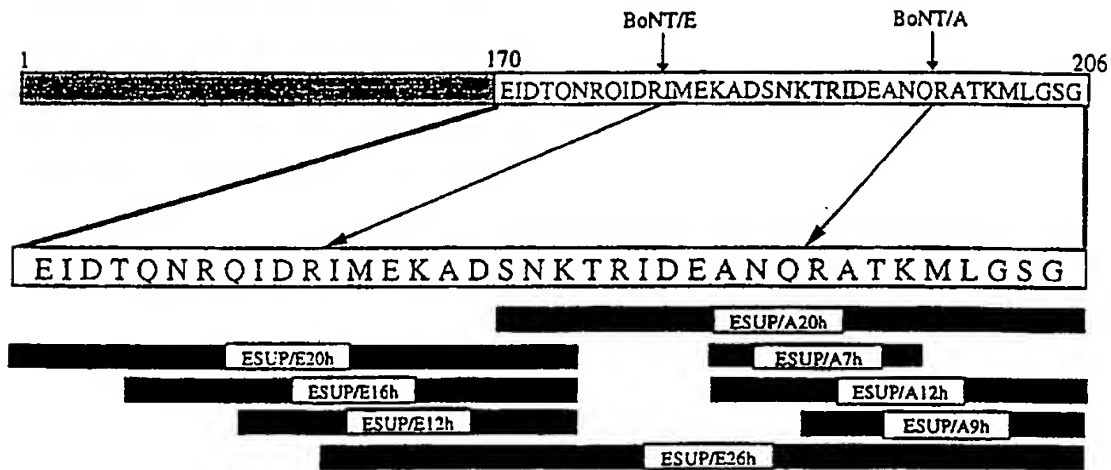 BoNT/E BoNT/A
1 170 206
EIDTQNRQIDRIMEKADSNKTRIDEANQRATKMLGSG
E I D T Q N R Q I D R I M E K A D S N K T R I D E A N Q R A T K M L G S G
ESUP/A20h
ESUP/E20h ESUP/A7h
ESUP/E16h ESUP/A12h
ESUP/E12h ESUP/A9h
ESUP/E26h